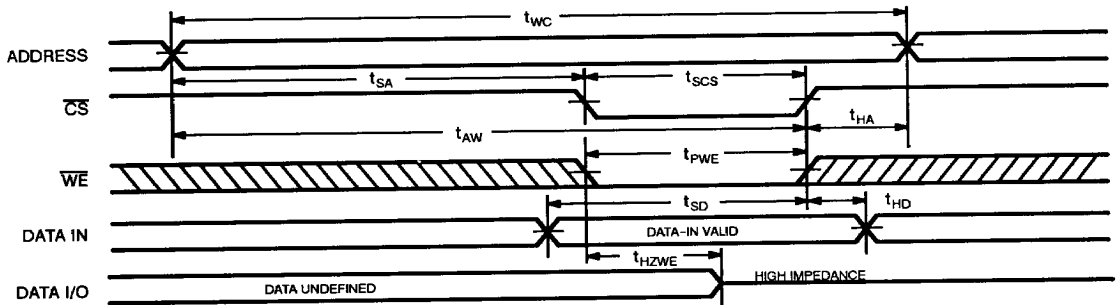 tWC
ADDRESS
tSA
tSCS
CS
tAW
tHA
WE
tPWE
tSD
tHD
DATA IN
DATA-IN VALID
tHZWE
DATA I/O
DATA UNDEFINED
HIGH IMPEDANCE